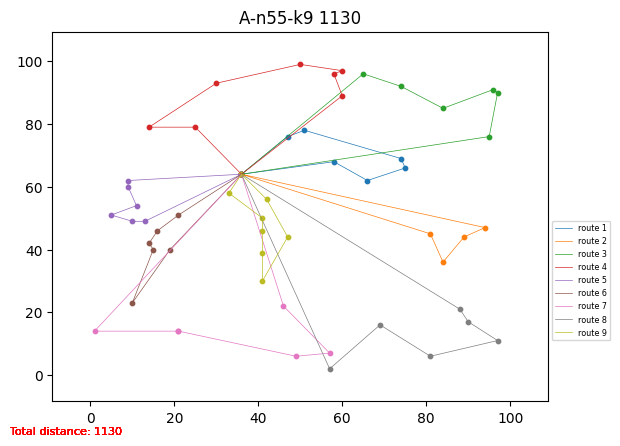 A-n55-k9 1130
100
80
60
40
20
0
0 20 40 60 80 100
route 1
route 2
route 3
route 4
route 5
route 6
route 7
route 8
route 9
Total distance: 1130